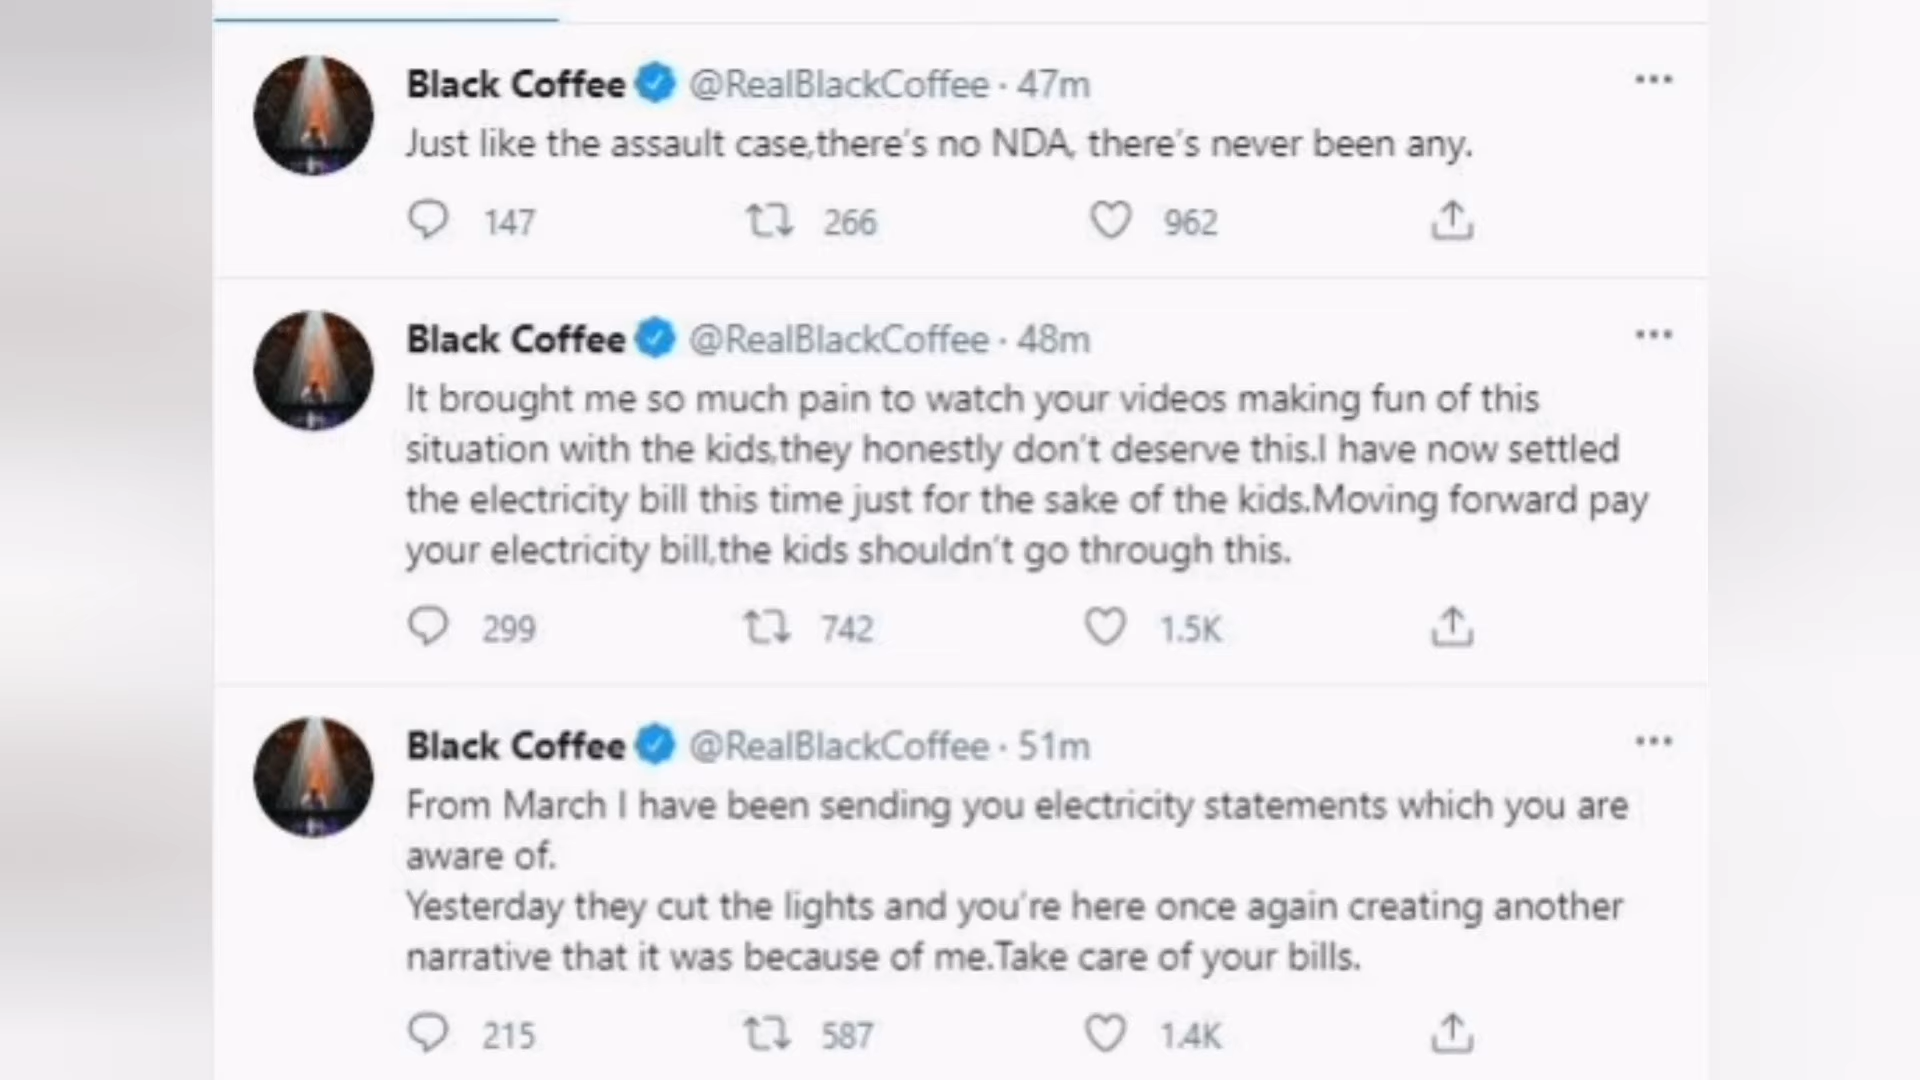 Black Coffee @RealBlackCoffee · 47m
Just like the assault case,there's no NDA, there's never been any.
147 266 962
Black Coffee @RealBlackCoffee · 48m
It brought me so much pain to watch your videos making fun of this
situation with the kids,they honestly don't deserve this.I have now settled
the electricity bill this time just for the sake of the kids.Moving forward pay
your electricity bill,the kids shouldn't go through this.
299 742 1.5K
Black Coffee @RealBlackCoffee · 51m
From March I have been sending you electricity statements which you are
aware of.
Yesterday they cut the lights and you're here once again creating another
narrative that it was because of me.Take care of your bills.
215 587 1.4K